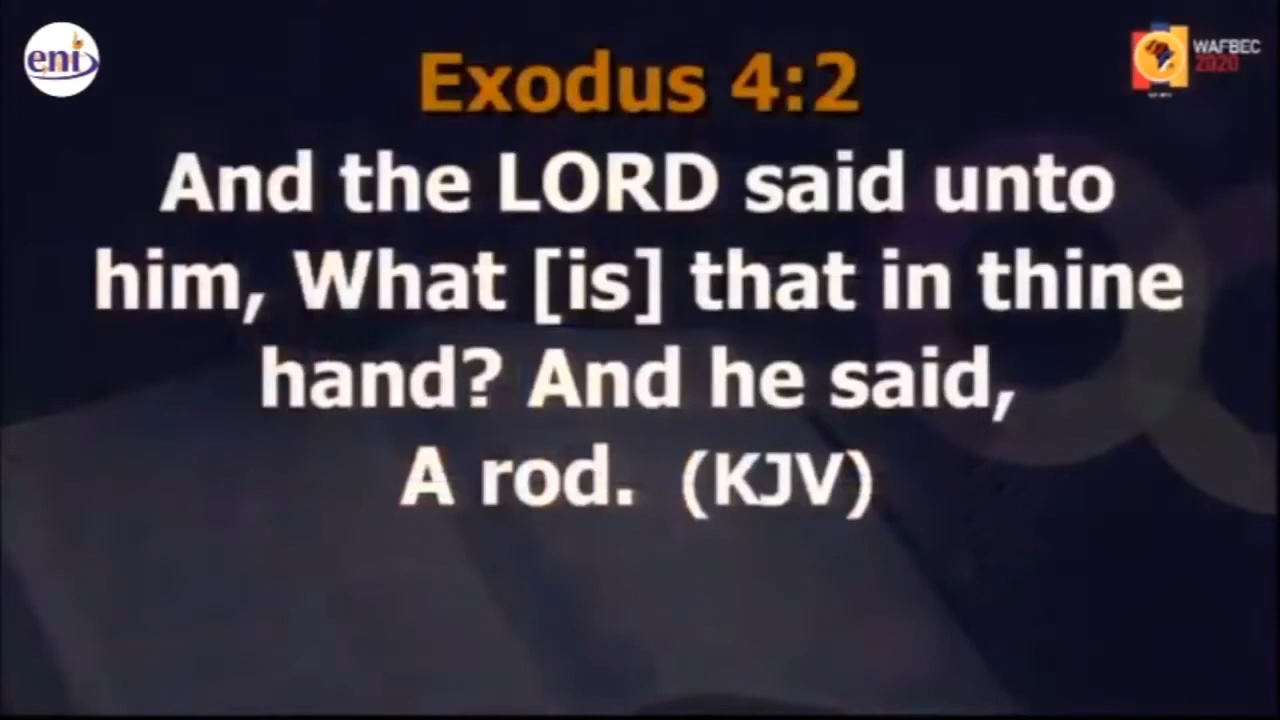 eni
WAFBEC
2020
Exodus 4:2
And the LORD said unto
him, What [is] that in thine
hand? And he said,
A rod. (KJV)